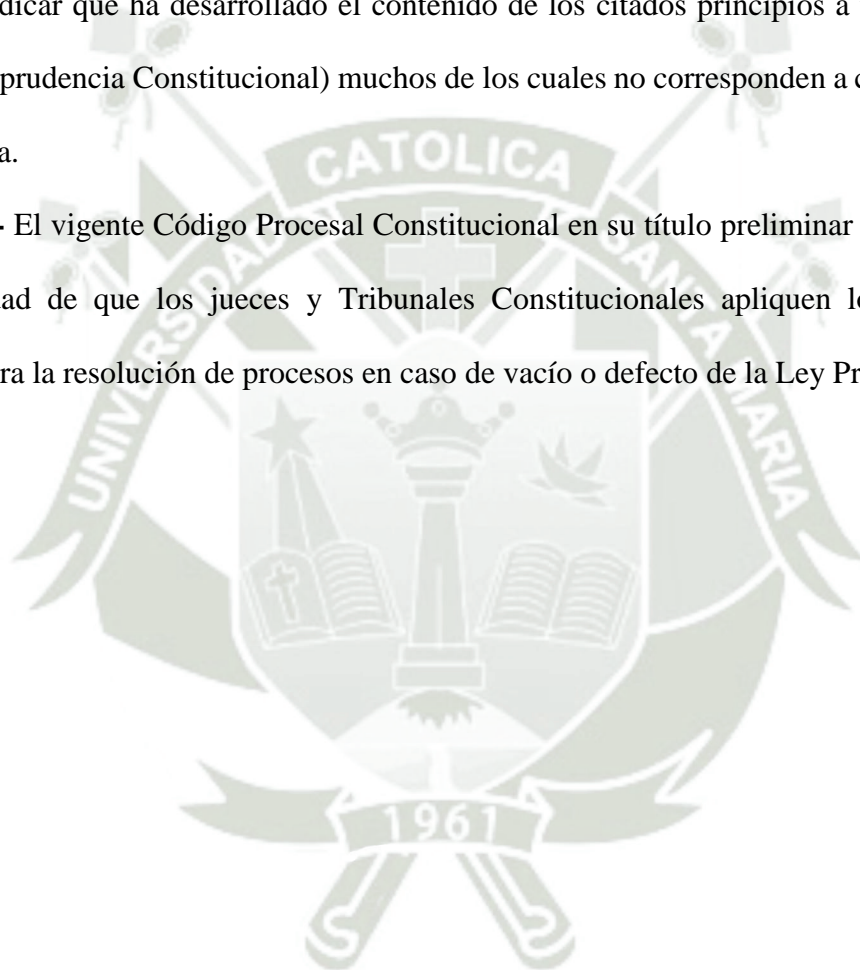 dicar que ha desarrollado el contenido de los citados principios a
prudencia Constitucional) muchos de los cuales no corresponden a
a.
- El vigente Código Procesal Constitucional en su título preliminar
dad de que los jueces y Tribunales Constitucionales apliquen lo
ra la resolución de procesos en caso de vacío o defecto de la Ley Pr
UNIVERSIDAD CATOLICA SANTA MARIA
1961